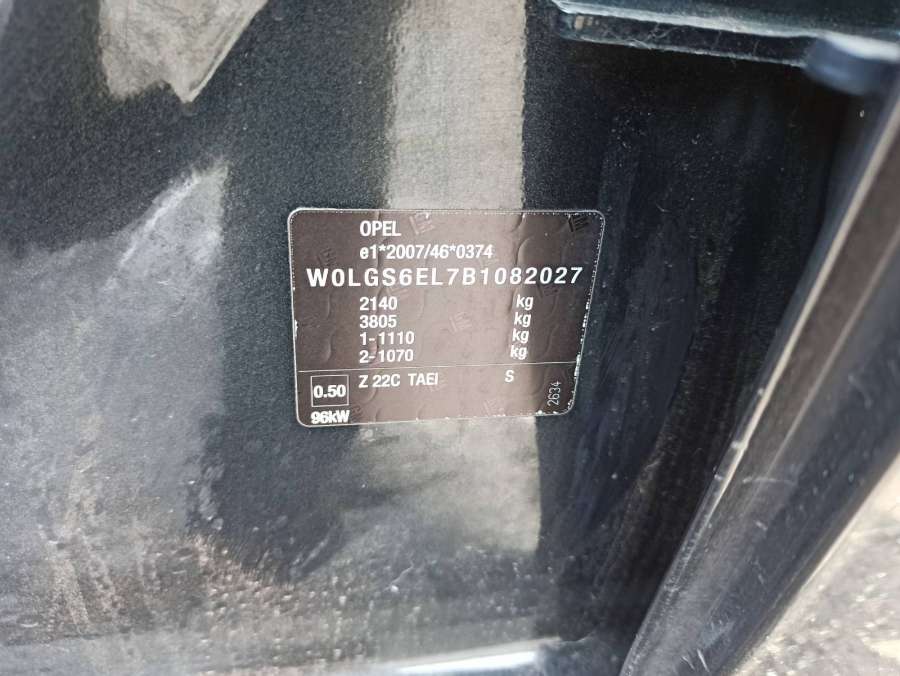 OPEL
e1*2007/46*0374
W0LGS6EL7B1082027
2140 kg
3805 kg
1-1110 kg
2-1070 kg
0.50 Z 22C TAEI S
96kW
2634